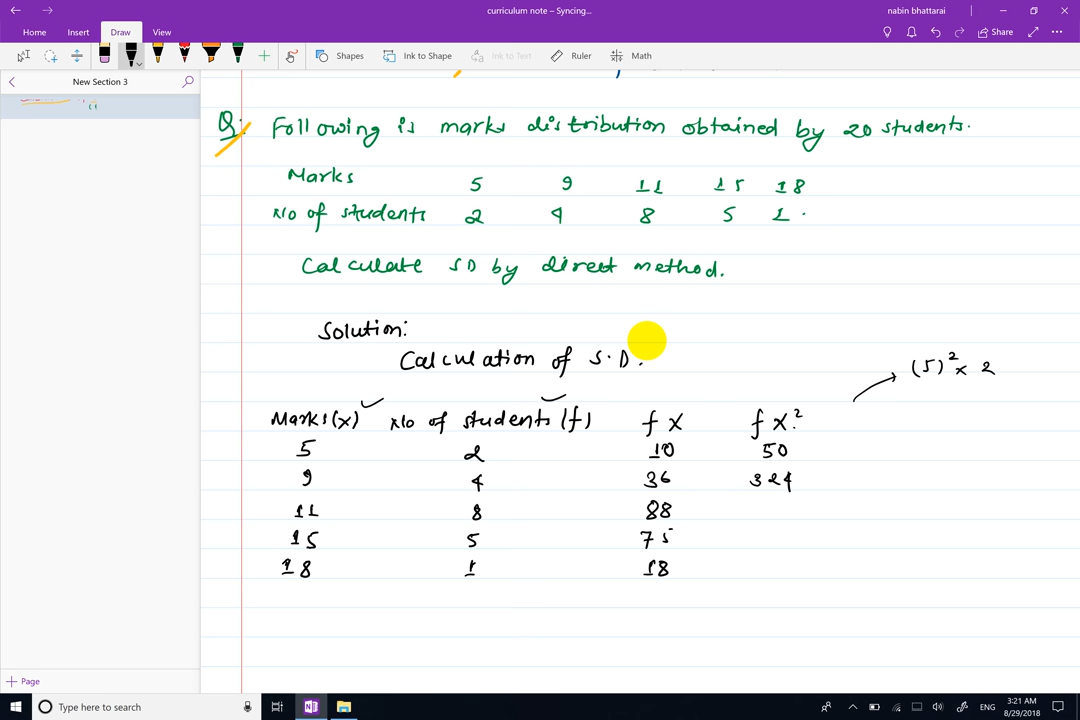 curriculum note – Syncing...
nabin bhattarai
Home Insert Draw View
Share
Shapes Ink to Shape Ink to Text Ruler Math
New Section 3
Q. Following is marks distribution obtained by 20 students.
Marks 5 9 11 15 18
No of students 2 4 8 5 1.
Calculate SD by direct method.
Solution:
Calculation of S.D.
(5)² x 2
Marks(x) No of students (f) f x f x²
5 2 10 50
9 4 36 324
11 8 88
15 5 75
18 1 18
Page
Type here to search
ENG
3:21 AM
8/29/2018